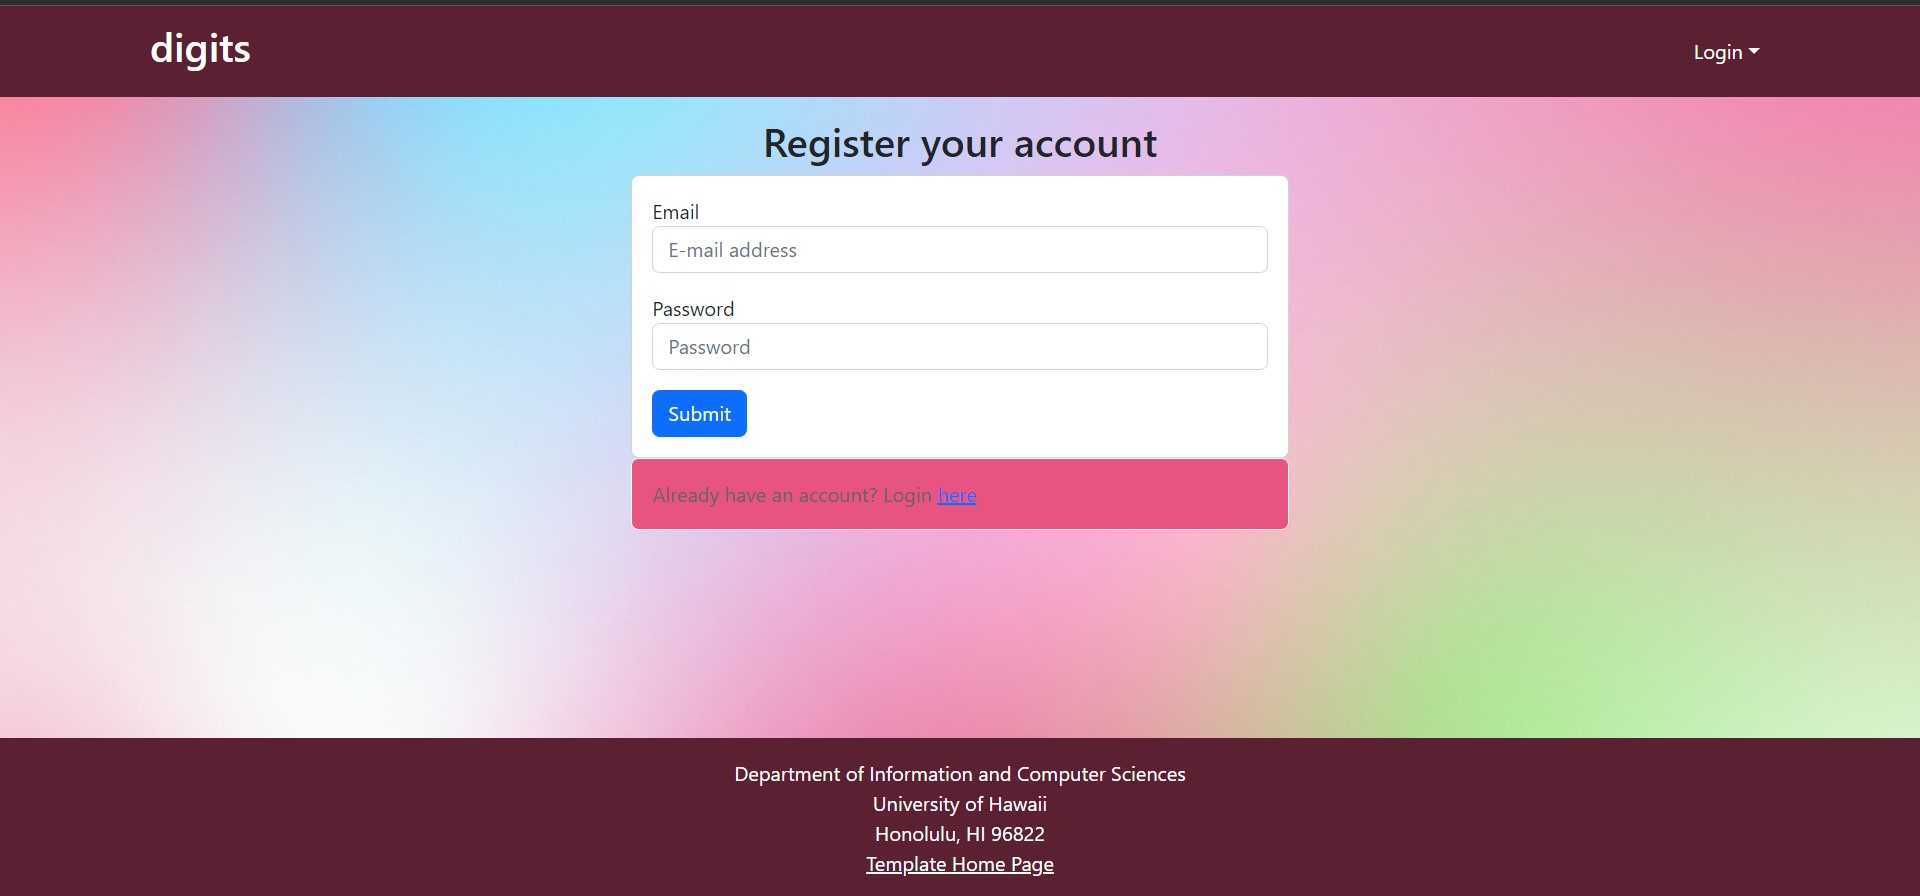 digits
Login
Register your account
Email
E-mail address
Password
Password
Submit
Already have an account? Login here
Department of Information and Computer Sciences
University of Hawaii
Honolulu, HI 96822
Template Home Page